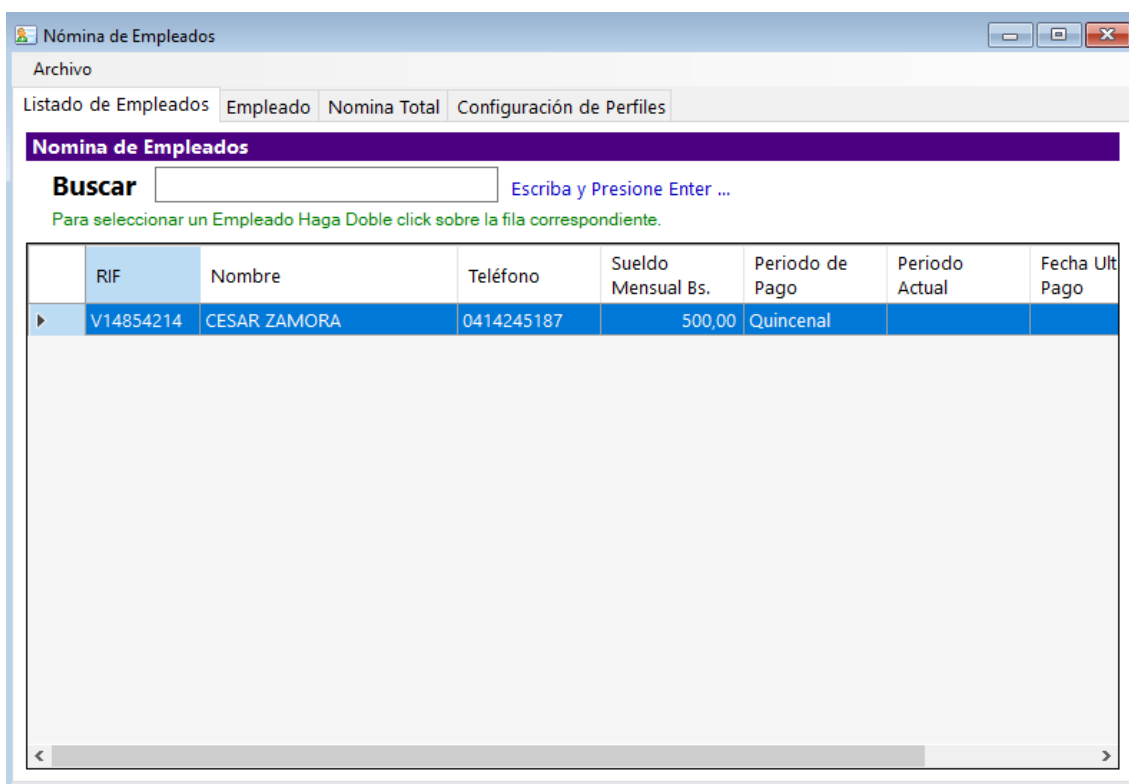 Nómina de Empleados
Archivo
Listado de Empleados Empleado Nomina Total Configuración de Perfiles
Nomina de Empleados
Buscar Escriba y Presione Enter ...
Para seleccionar un Empleado Haga Doble click sobre la fila correspondiente.
RIF Nombre Teléfono Sueldo Mensual Bs. Periodo de Pago Periodo Actual Fecha Ult Pago
V14854214 CESAR ZAMORA 0414245187 500,00 Quincenal